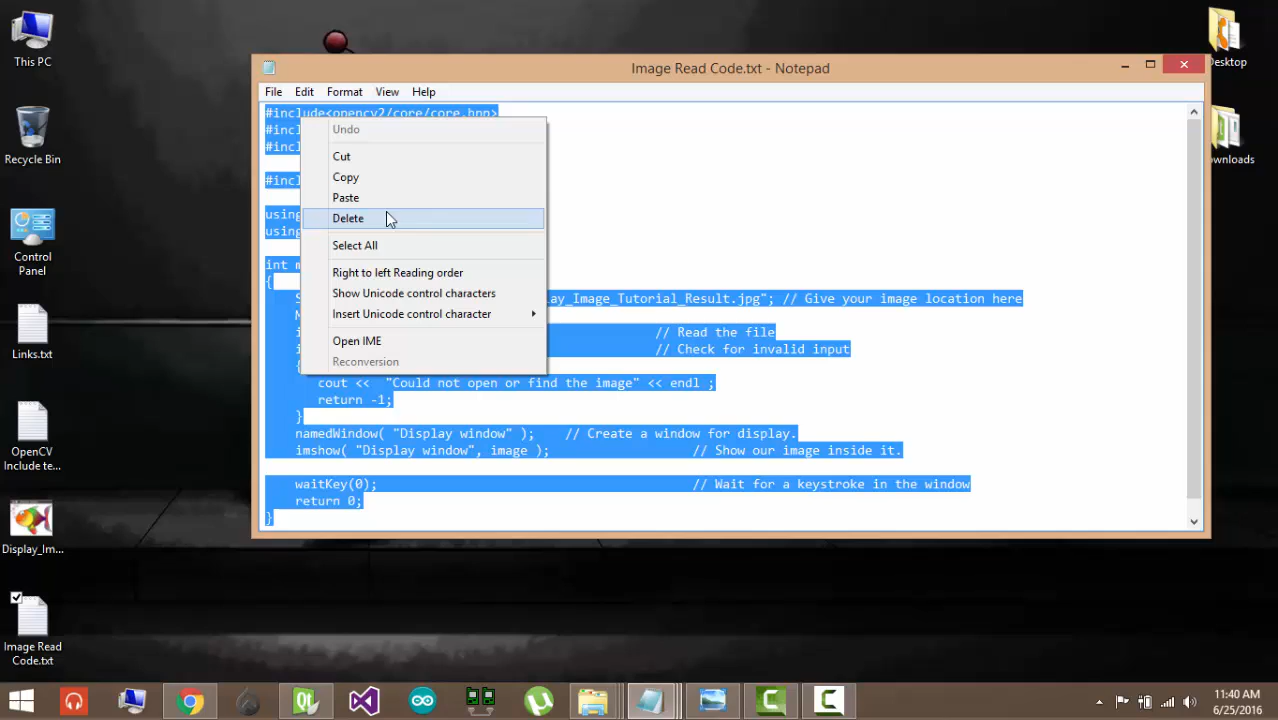 This PC
Recycle Bin
Control
Panel
Links.txt
OpenCV
Include te...
Display_Im...
Image Read
Code.txt
Image Read Code.txt - Notepad
File Edit Format View Help
#include<opencv2/core/core.hpp>
#incl
#incl
#incl
using
using
int m
{
ay_Image_Tutorial_Result.jpg"; // Give your image location here
// Read the file
// Check for invalid input
{
cout << "Could not open or find the image" << endl ;
return -1;
}
namedWindow( "Display window" ); // Create a window for display.
imshow( "Display window", image ); // Show our image inside it.
waitKey(0); // Wait for a keystroke in the window
return 0;
}
Undo
Cut
Copy
Paste
Delete
Select All
Right to left Reading order
Show Unicode control characters
Insert Unicode control character
Open IME
Reconversion
Desktop
ownloads
Qt
11:40 AM
6/25/2016